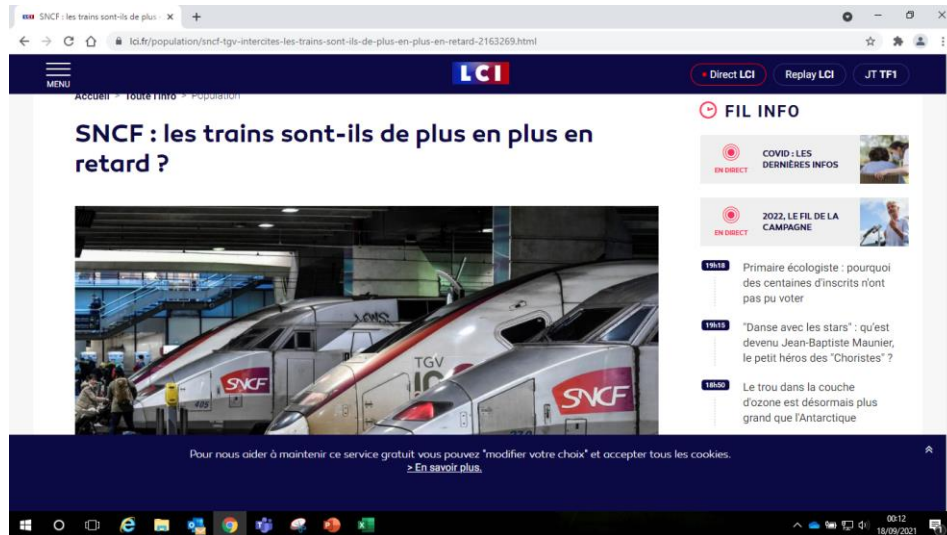 SNCF : les trains sont-ils de plus
lci.fr/population/sncf-tgv-intercites-les-trains-sont-ils-de-plus-en-plus-en-retard-2163269.html
MENU
LCI
• Direct LCI
Replay LCI
JT TF1
Accueil > Toute l'info > Population
SNCF : les trains sont-ils de plus en plus en
retard ?
TGV
SNCF
405
SNCF
FIL INFO
EN DIRECT
COVID : LES
DERNIÈRES INFOS
EN DIRECT
2022, LE FIL DE LA
CAMPAGNE
19h18
Primaire écologiste : pourquoi
des centaines d'inscrits n'ont
pas pu voter
19h15
"Danse avec les stars" : qu'est
devenu Jean-Baptiste Maunier,
le petit héros des "Choristes" ?
18h50
Le trou dans la couche
d'ozone est désormais plus
grand que l'Antarctique
Pour nous aider à maintenir ce service gratuit vous pouvez "modifier votre choix" et accepter tous les cookies.
> En savoir plus.
00:12
18/09/2021